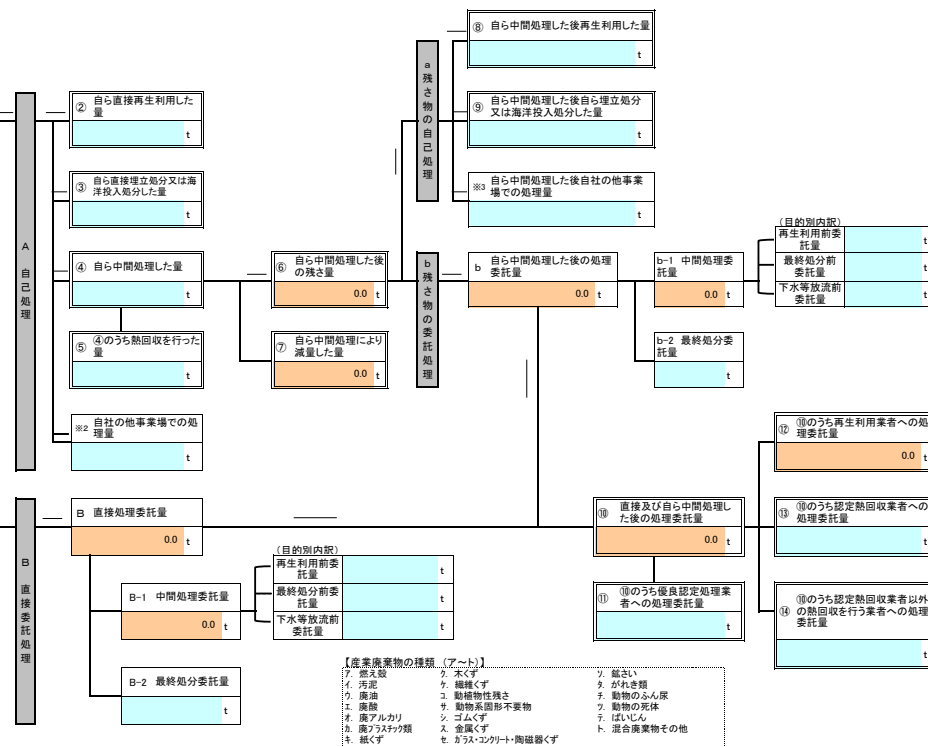 ⑧ 自ら中間処理した後再生利用した量
t
a 残さ物の自己処理
② 自ら直接再生利用した
量
t
⑨ 自ら中間処理した後自ら埋立処分
又は海洋投入処分した量
t
③ 自ら直接埋立処分又は海
洋投入処分した量
t
※3 自ら中間処理した後自社の他事業
場での処理量
t
A 自己処理
④ 自ら中間処理した量
t
⑥ 自ら中間処理した後
の残さ量
0.0 t
b 残さ物の委託処理
b 自ら中間処理した後の処理
委託量
0.0 t
b-1 中間処理委
託量
0.0 t
(目的別内訳)
再生利用前委
託量
t
最終処分前
委託量
t
下水等放流前
委託量
t
⑤ ④のうち熱回収を行った
量
t
⑦ 自ら中間処理により
減量した量
0.0 t
b-2 最終処分委
託量
t
※2 自社の他事業場での処
理量
t
⑫ ⑩のうち再生利用業者への処
理委託量
0.0 t
B 直接委託処理
B 直接処理委託量
0.0 t
⑩ 直接及び自ら中間処理し
た後の処理委託量
0.0 t
⑬ ⑩のうち認定熱回収業者への
処理委託量
t
(目的別内訳)
再生利用前委
託量
t
最終処分前委
託量
t
下水等放流前
委託量
t
B-1 中間処理委託量
0.0 t
⑪ ⑩のうち優良認定処理業
者への処理委託量
t
⑭ ⑩のうち認定熱回収業者以外
の熱回収を行う業者への処理
委託量
t
B-2 最終処分委託量
t
【産業廃棄物の種類 (ア~ト)】
ア. 燃え殻 ク. 木くず ソ. 鉱さい
イ. 汚泥 ケ. 繊維くず タ. がれき類
ウ. 廃油 コ. 動植物性残さ チ. 動物のふん尿
エ. 廃酸 サ. 動物系固形不要物 ツ. 動物の死体
オ. 廃アルカリ シ. ゴムくず テ. ばいじん
カ. 廃プラスチック類 ス. 金属くず ト. 混合廃棄物その他
キ. 紙くず セ. ガラス・コンクリート・陶磁器くず